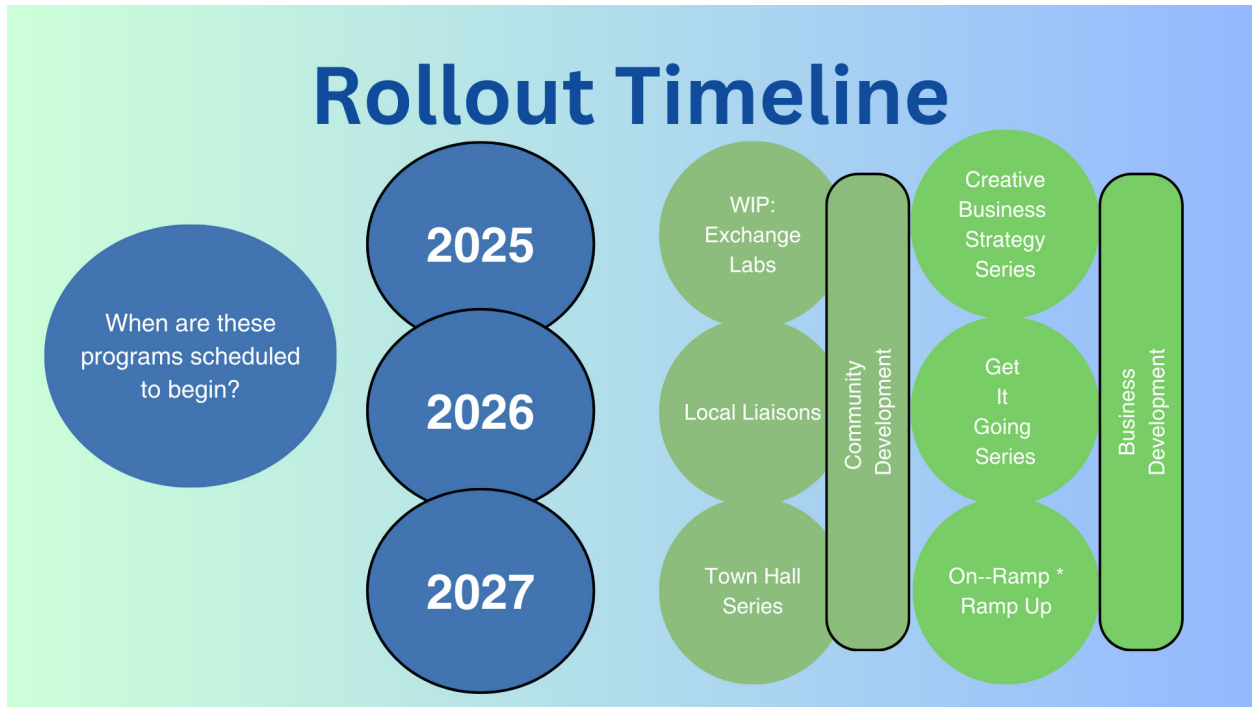 Rollout Timeline
When are these
programs scheduled
to begin?
2025
2026
2027
WIP:
Exchange
Labs
Local Liaisons
Town Hall
Series
Community
Development
Creative
Business
Strategy
Series
Get
It
Going
Series
On--Ramp *
Ramp Up
Business
Development